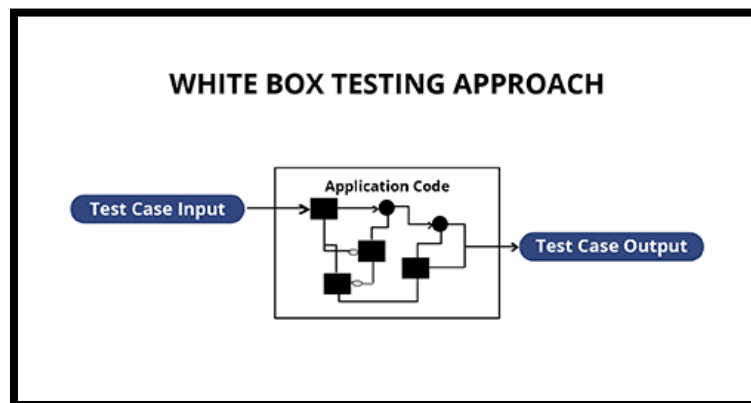 WHITE BOX TESTING APPROACH
Application Code
Test Case Input
Test Case Output